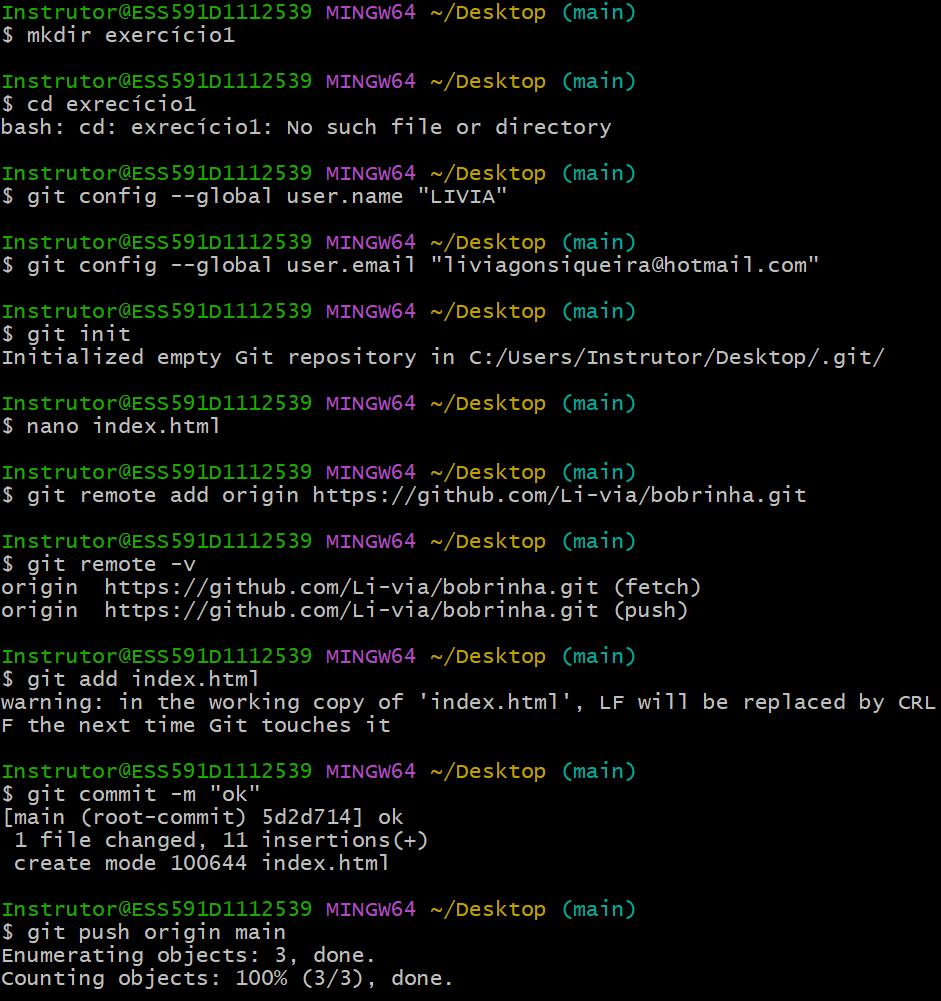 Instrutor@ESS591D1112539 MINGW64 ~/Desktop (main)
$ mkdir exercício1
Instrutor@ESS591D1112539 MINGW64 ~/Desktop (main)
$ cd exrecício1
bash: cd: exrecício1: No such file or directory
Instrutor@ESS591D1112539 MINGW64 ~/Desktop (main)
$ git config --global user.name "LIVIA"
Instrutor@ESS591D1112539 MINGW64 ~/Desktop (main)
$ git config --global user.email "liviagonsiqueira@hotmail.com"
Instrutor@ESS591D1112539 MINGW64 ~/Desktop (main)
$ git init
Initialized empty Git repository in C:/Users/Instrutor/Desktop/.git/
Instrutor@ESS591D1112539 MINGW64 ~/Desktop (main)
$ nano index.html
Instrutor@ESS591D1112539 MINGW64 ~/Desktop (main)
$ git remote add origin https://github.com/Li-via/bobrinha.git
Instrutor@ESS591D1112539 MINGW64 ~/Desktop (main)
$ git remote -v
origin  https://github.com/Li-via/bobrinha.git (fetch)
origin  https://github.com/Li-via/bobrinha.git (push)
Instrutor@ESS591D1112539 MINGW64 ~/Desktop (main)
$ git add index.html
warning: in the working copy of 'index.html', LF will be replaced by CRL
F the next time Git touches it
Instrutor@ESS591D1112539 MINGW64 ~/Desktop (main)
$ git commit -m "ok"
[main (root-commit) 5d2d714] ok
 1 file changed, 11 insertions(+)
 create mode 100644 index.html
Instrutor@ESS591D1112539 MINGW64 ~/Desktop (main)
$ git push origin main
Enumerating objects: 3, done.
Counting objects: 100% (3/3), done.